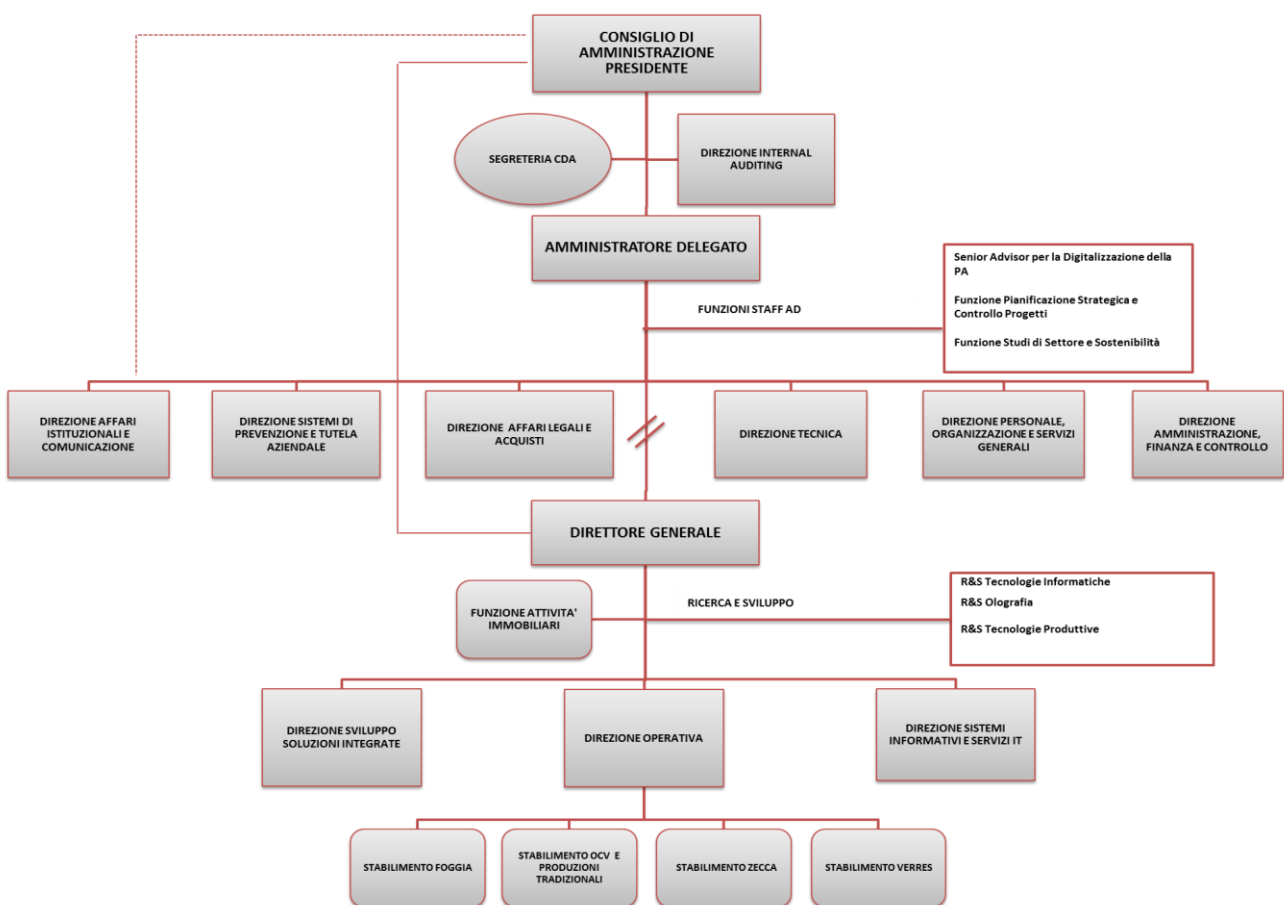 CONSIGLIO DI
AMMINISTRAZIONE
PRESIDENTE
SEGRETERIA CDA
DIREZIONE INTERNAL
AUDITING
AMMINISTRATORE DELEGATO
FUNZIONI STAFF AD
Senior Advisor per la Digitalizzazione della
PA
Funzione Pianificazione Strategica e
Controllo Progetti
Funzione Studi di Settore e Sostenibilità
DIREZIONE AFFARI
ISTITUZIONALI E
COMUNICAZIONE
DIREZIONE SISTEMI DI
PREVENZIONE E TUTELA
AZIENDALE
DIREZIONE AFFARI LEGALI E
ACQUISTI
DIREZIONE TECNICA
DIREZIONE PERSONALE,
ORGANIZZAZIONE E SERVIZI
GENERALI
DIREZIONE
AMMINISTRAZIONE,
FINANZA E CONTROLLO
DIRETTORE GENERALE
FUNZIONE ATTIVITA'
IMMOBILIARI
RICERCA E SVILUPPO
R&S Tecnologie Informatiche
R&S Olografia
R&S Tecnologie Produttive
DIREZIONE SVILUPPO
SOLUZIONI INTEGRATE
DIREZIONE OPERATIVA
DIREZIONE SISTEMI
INFORMATIVI E SERVIZI IT
STABILIMENTO FOGGIA
STABILIMENTO OCV E
PRODUZIONI
TRADIZIONALI
STABILIMENTO ZECCA
STABILIMENTO VERRES